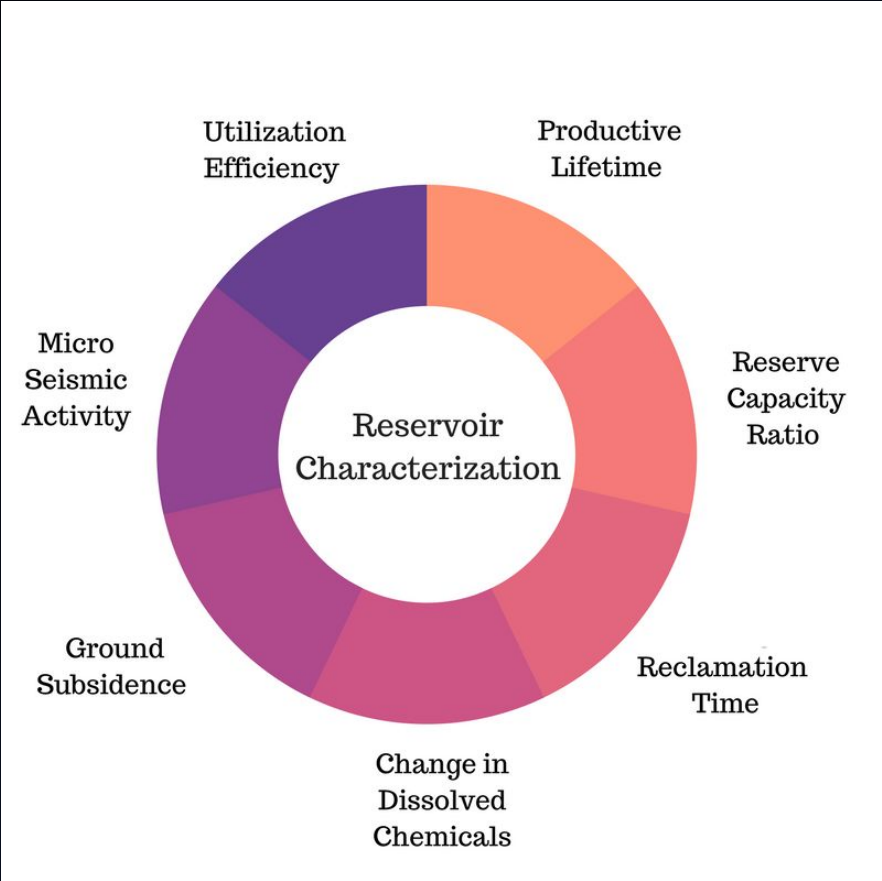 Utilization
Efficiency
Productive
Lifetime
Micro
Seismic
Activity
Reserve
Capacity
Ratio
Reservoir
Characterization
Ground
Subsidence
Reclamation
Time
Change in
Dissolved
Chemicals